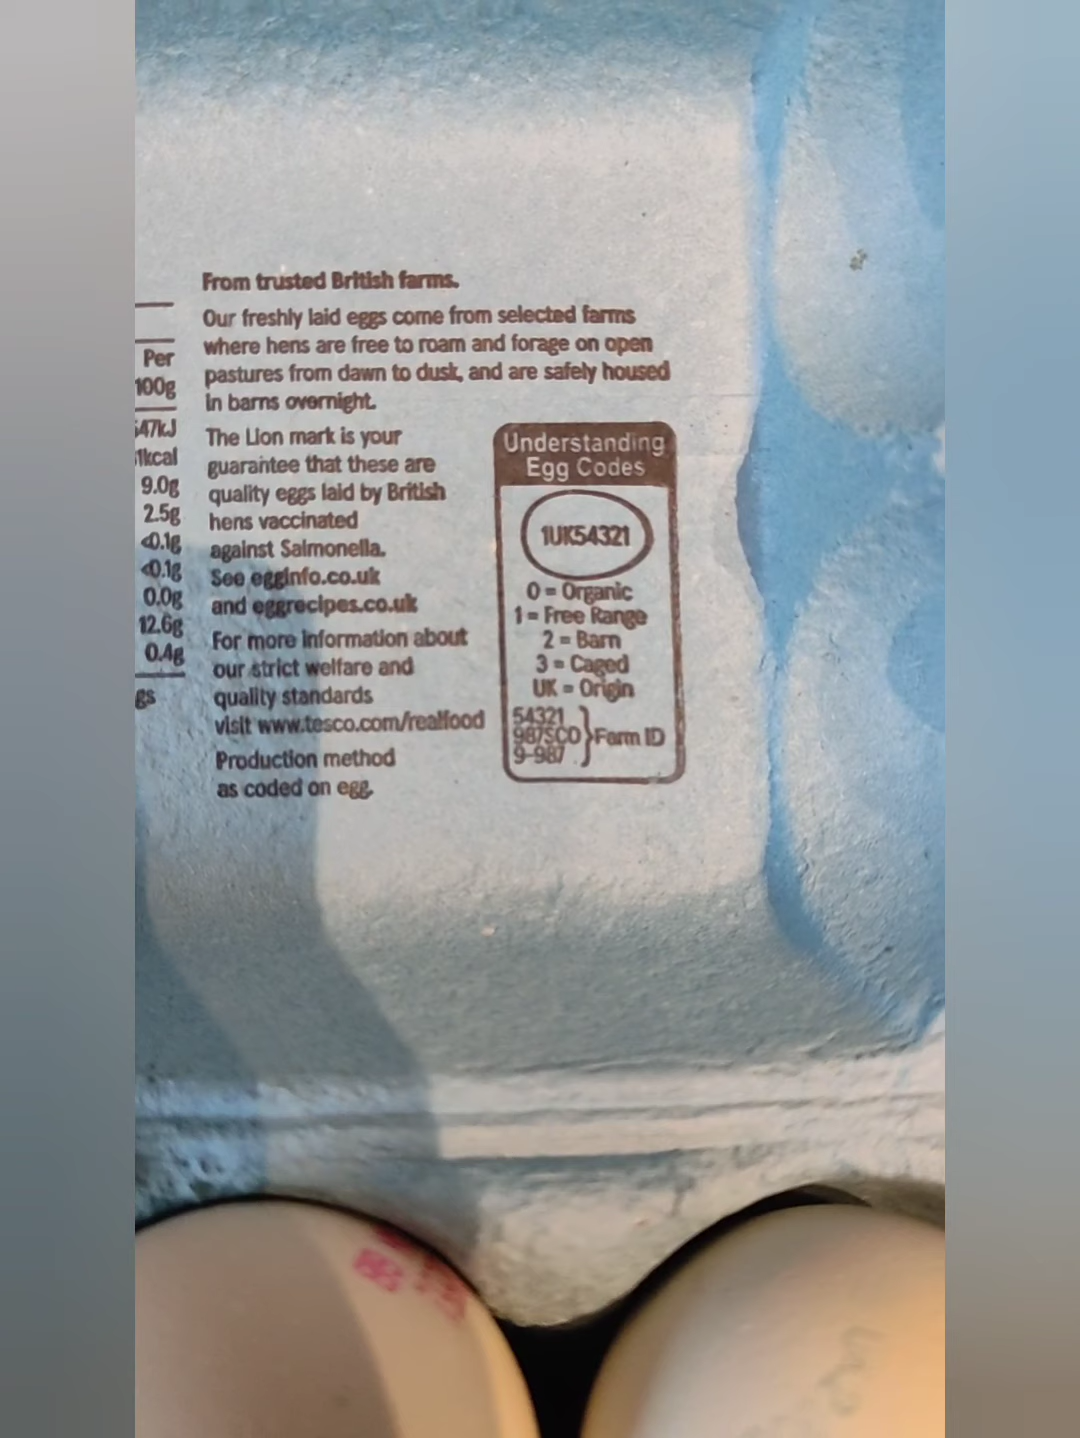 From trusted British farms.
Our freshly laid eggs come from selected farms
where hens are free to roam and forage on open
pastures from dawn to dusk, and are safely housed
in barns overnight.
The Lion mark is your
guarantee that these are
quality eggs laid by British
hens vaccinated
against Salmonella.
See egginfo.co.uk
and eggrecipes.co.uk
For more information about
our strict welfare and
quality standards
visit www.tesco.com/realfood
Production method
as coded on egg.
Per
100g
47kJ
1kcal
9.0g
2.5g
<0.1g
<0.1g
0.0g
12.6g
0.4g
gs
Understanding
Egg Codes
1UK54321
0 = Organic
1 = Free Range
2 = Barn
3 = Caged
UK = Origin
54321
987SCO } Farm ID
9-987